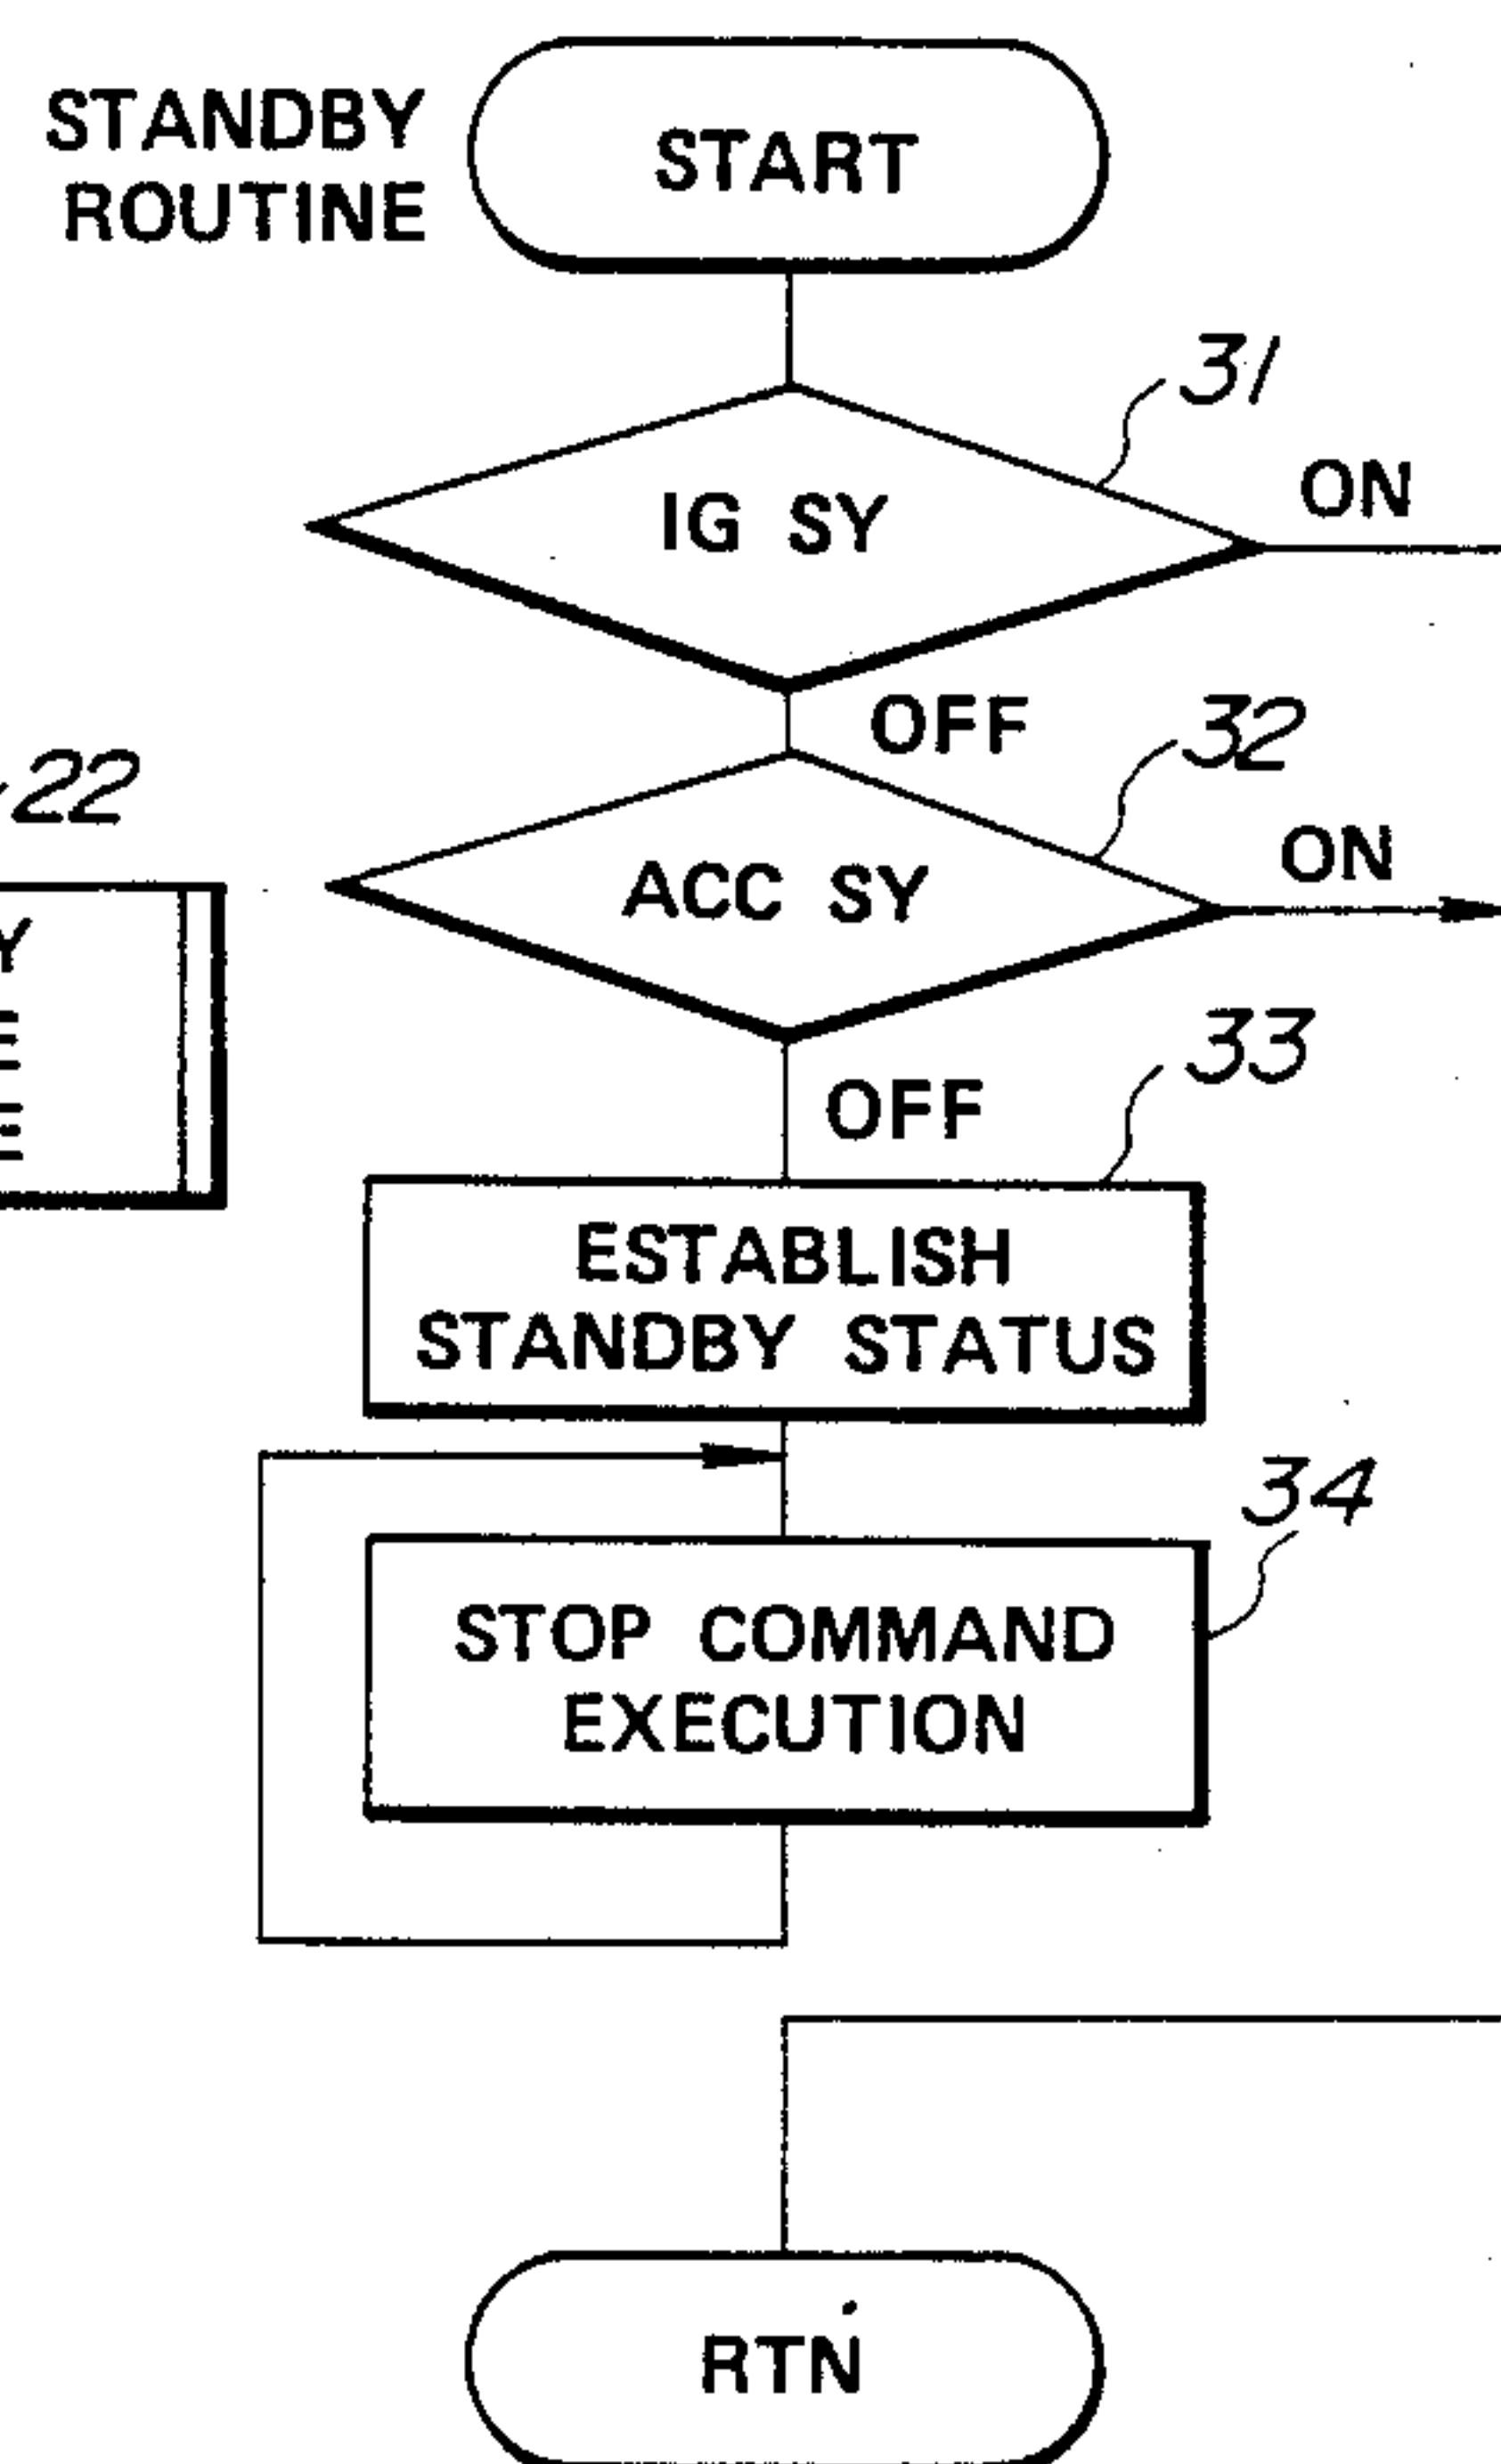 STANDBY
ROUTINE
START
31
IG SY
ON
OFF
32
22
ACC SY
ON
Y
E
E
33
OFF
ESTABLISH
STANDBY STATUS
34
STOP COMMAND
EXECUTION
RTN